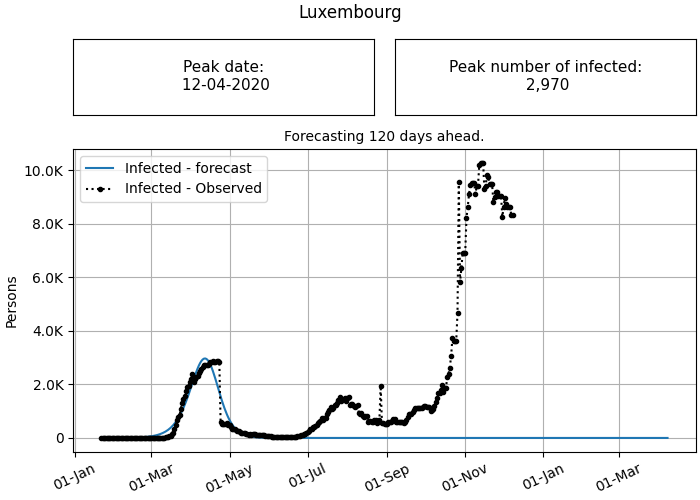 Luxembourg
Peak date:
12-04-2020
Peak number of infected:
2,970
Forecasting 120 days ahead.
Infected - forecast
Infected - Observed
10.0K
8.0K
6.0K
4.0K
2.0K
0
Persons
01-Jan
01-Mar
01-May
01-Jul
01-Sep
01-Nov
01-Jan
01-Mar